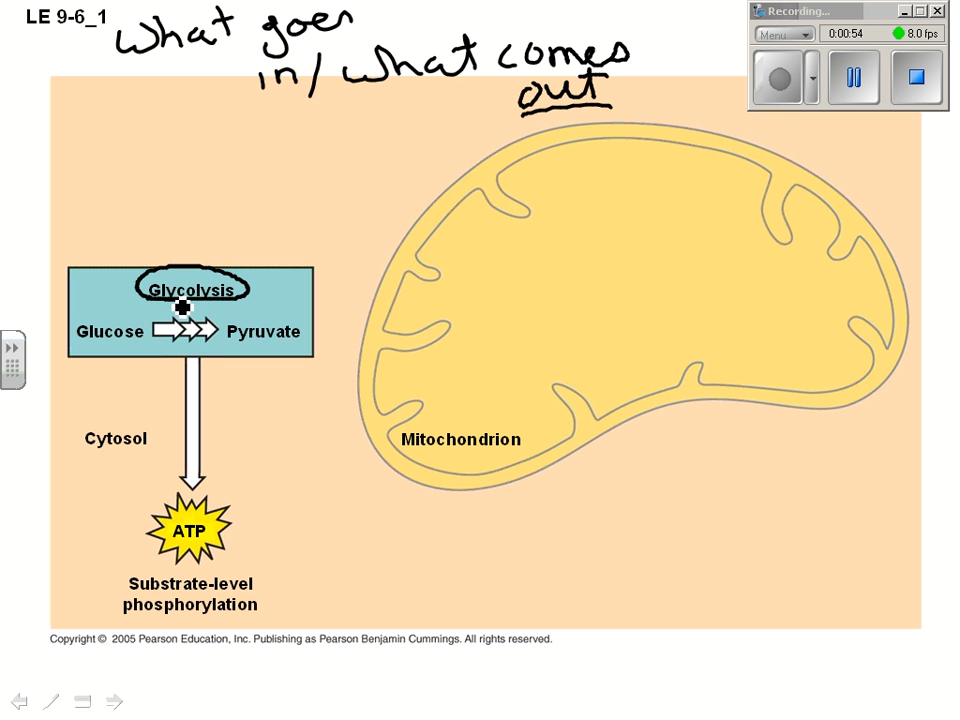 LE 9-6_1
What goes
in/what comes
out
Recording...
Menu
0:00:54
8.0 fps
Glycolysis
Glucose
Pyruvate
Cytosol
Mitochondrion
ATP
Substrate-level
phosphorylation
Copyright © 2005 Pearson Education, Inc. Publishing as Pearson Benjamin Cummings. All rights reserved.